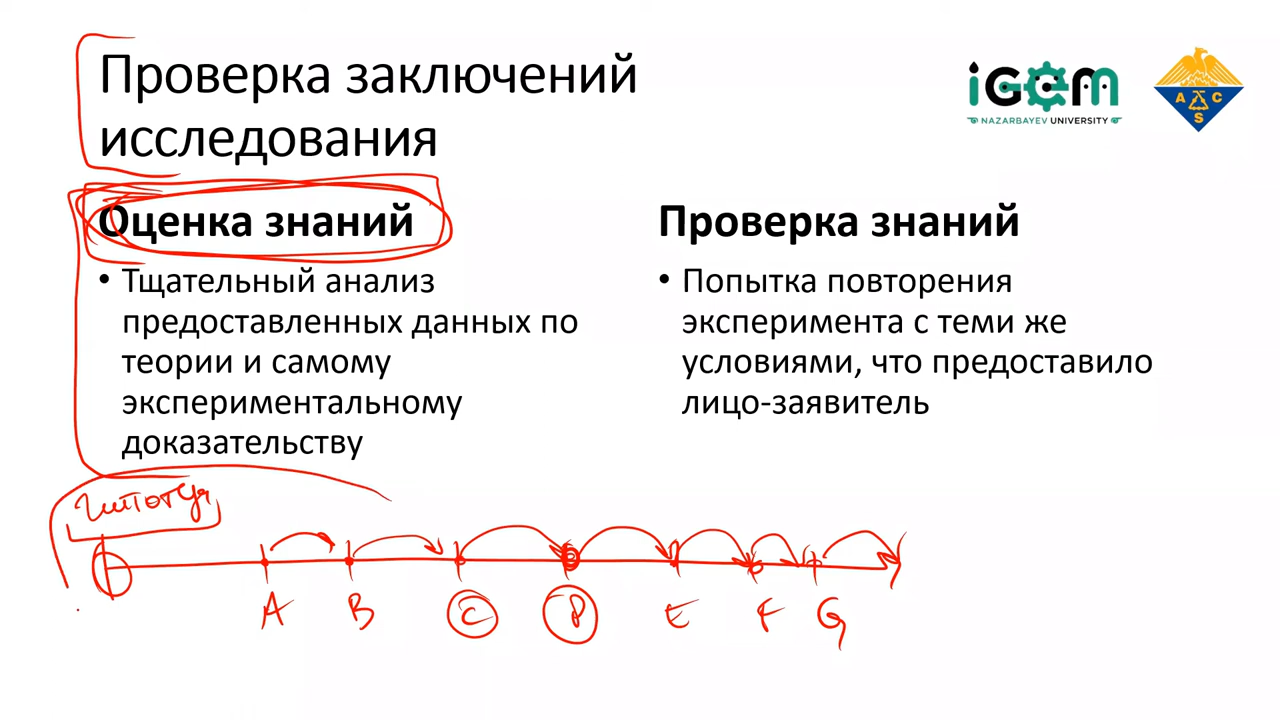 Проверка заключений
исследования
iGEM
NAZARBAYEV UNIVERSITY
A C S
Оценка знаний
• Тщательный анализ
предоставленных данных по
теории и самому
экспериментальному
доказательству
Проверка знаний
• Попытка повторения
эксперимента с теми же
условиями, что предоставило
лицо-заявитель
A B C D E F G